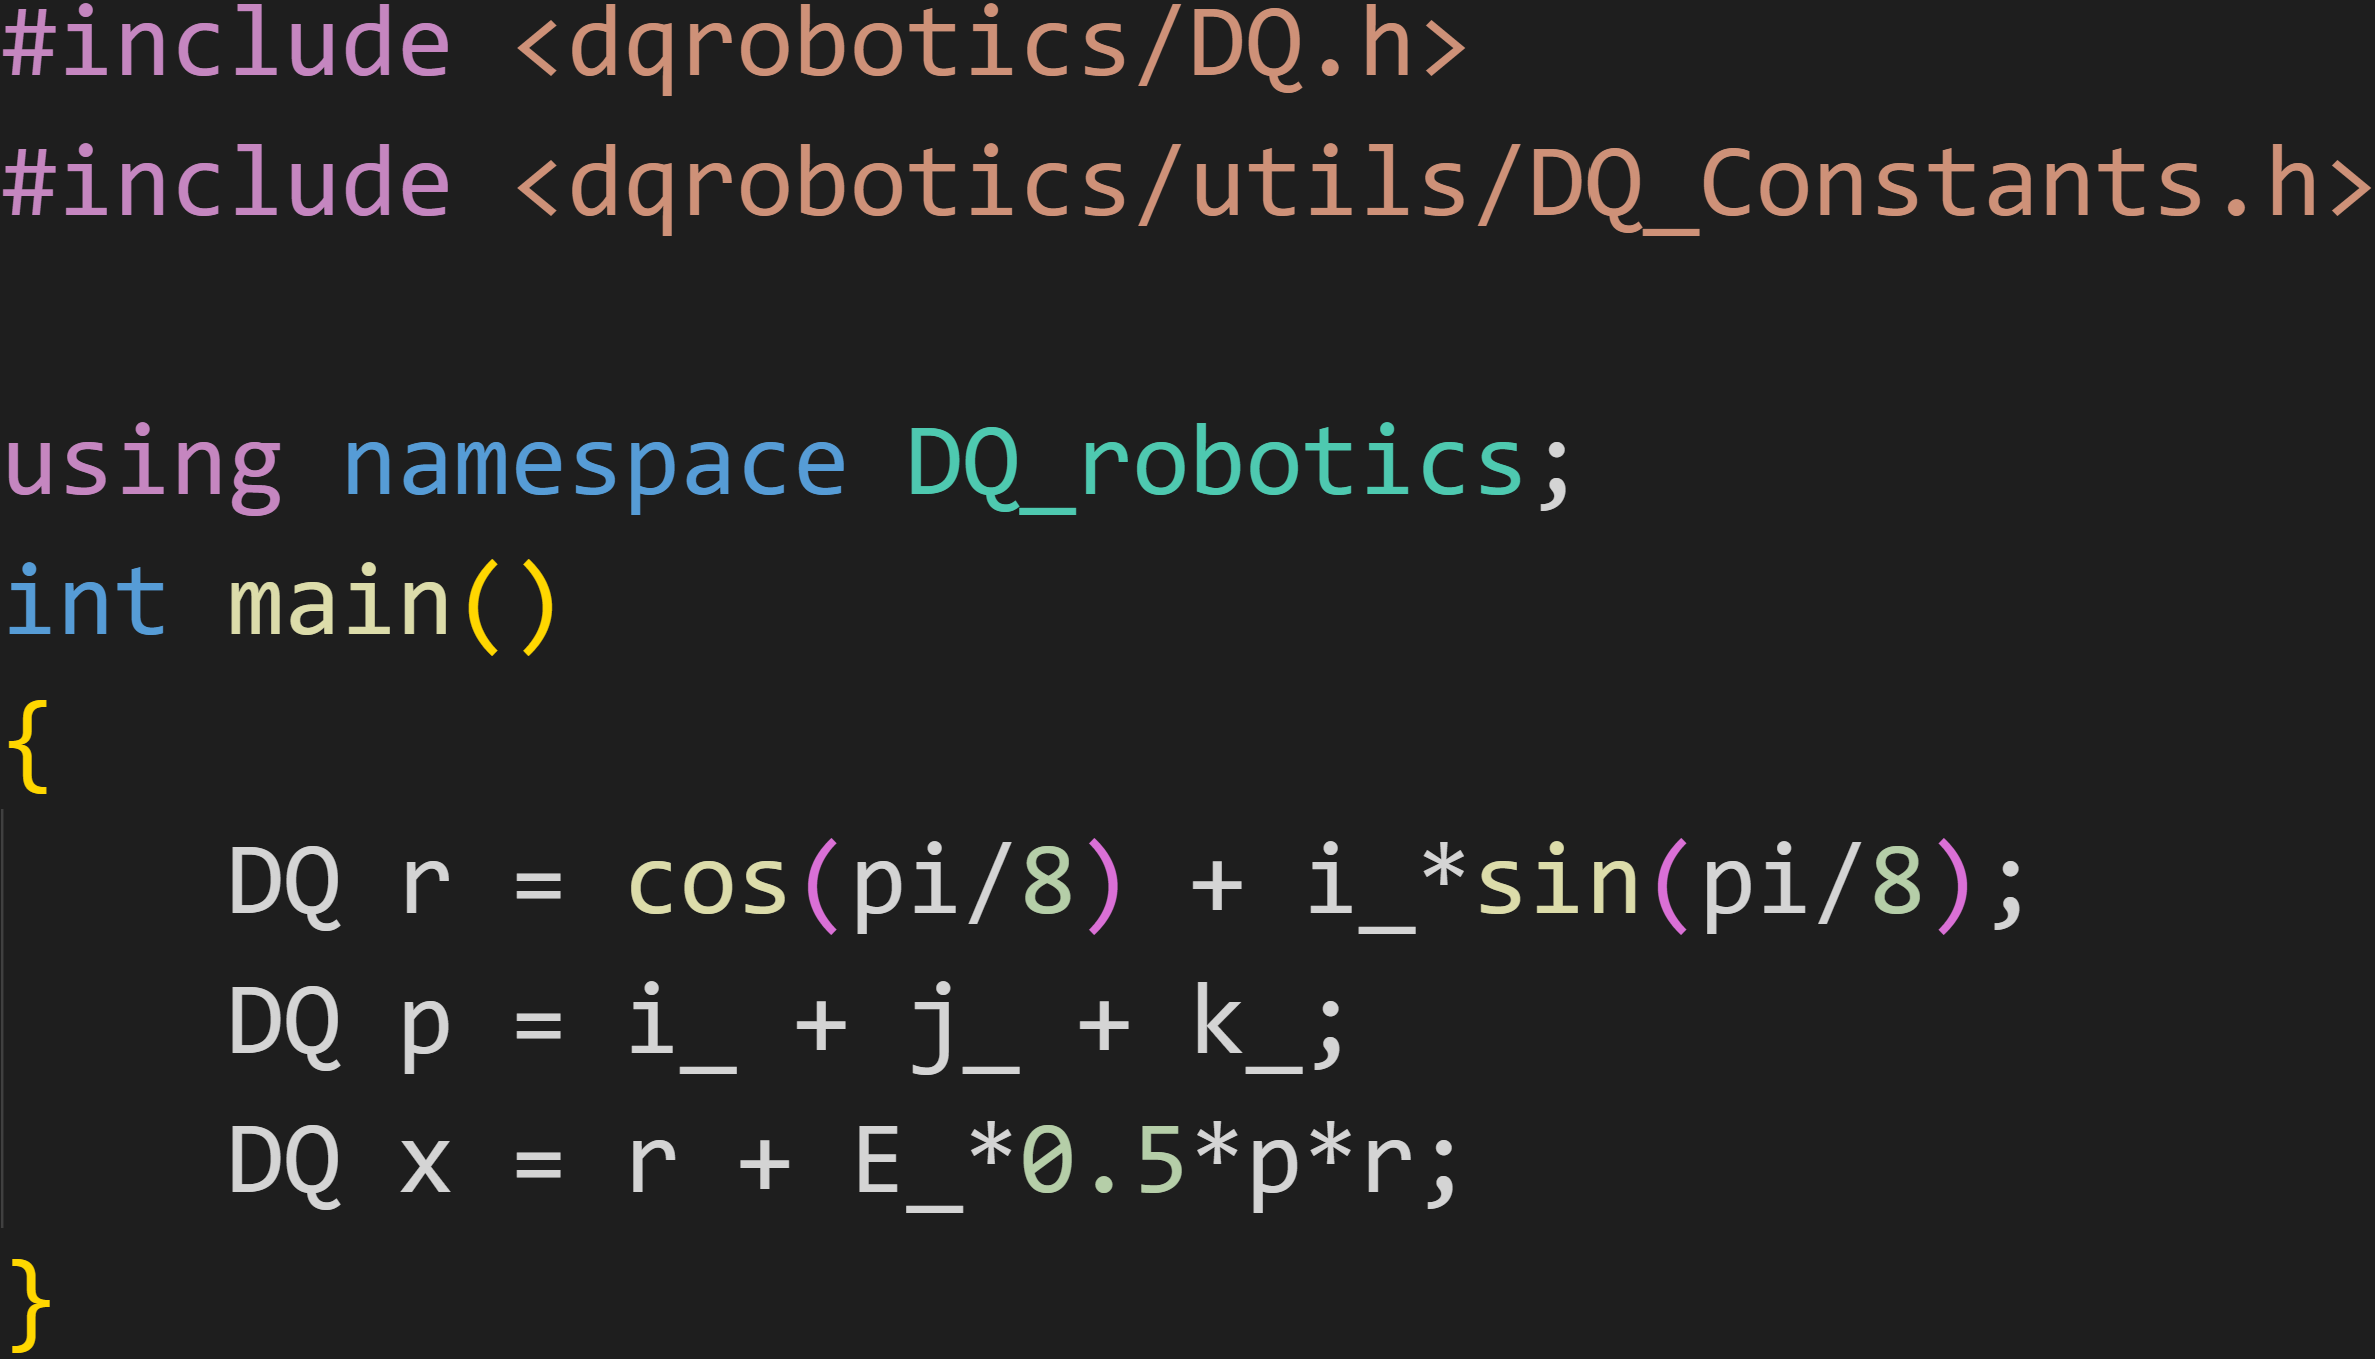 #include <dqrobotics/DQ.h>
#include <dqrobotics/utils/DQ_Constants.h>

using namespace DQ_robotics;
int main()
{
    DQ r = cos(pi/8) + i_*sin(pi/8);
    DQ p = i_ + j_ + k_;
    DQ x = r + E_*0.5*p*r;
}